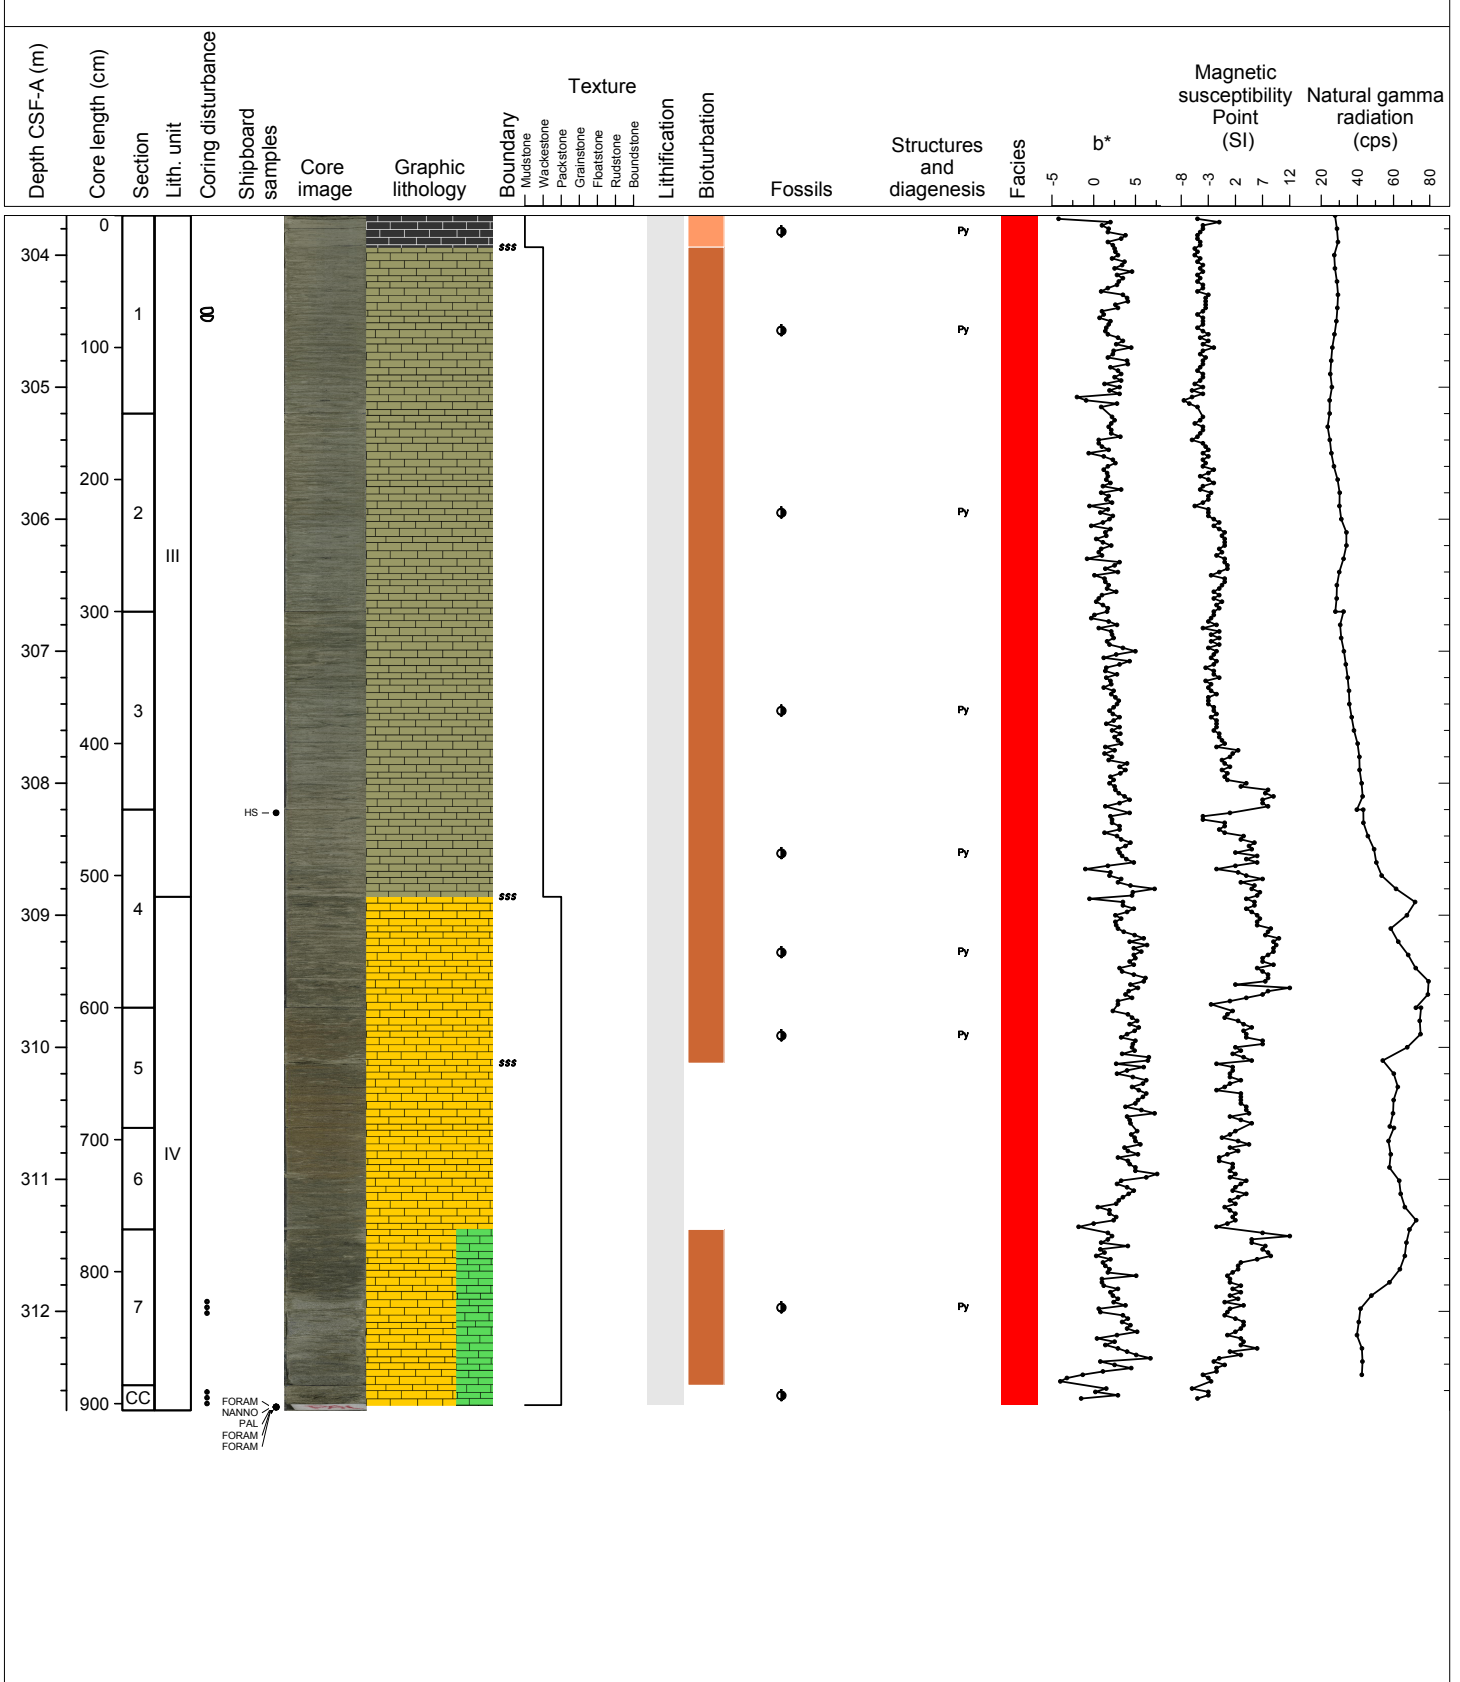 Depth CSF-A (m)
Core length (cm)
Section
Lith. unit
Coring disturbance
Shipboard
samples
Core
image
Graphic
lithology
Boundary
Texture
Mudstone
Wackestone
Packstone
Grainstone
Floatstone
Rudstone
Boundstone
Lithification
Bioturbation
Fossils
Structures
and
diagenesis
Facies
b*
-5 0 5
Magnetic
susceptibility
Point
(SI)
-8 -3 2 7 12
Natural gamma
radiation
(cps)
20 40 60 80
0
Py
sss
304
1
Py
100
305
200
2
Py
306
III
300
307
3
Py
400
308
HS
Py
500
sss
4
309
Py
600
310
Py
5
sss
700
IV
6
311
800
7
312
Py
CC
900
FORAM
NANNO
PAL
FORAM
FORAM
PAL